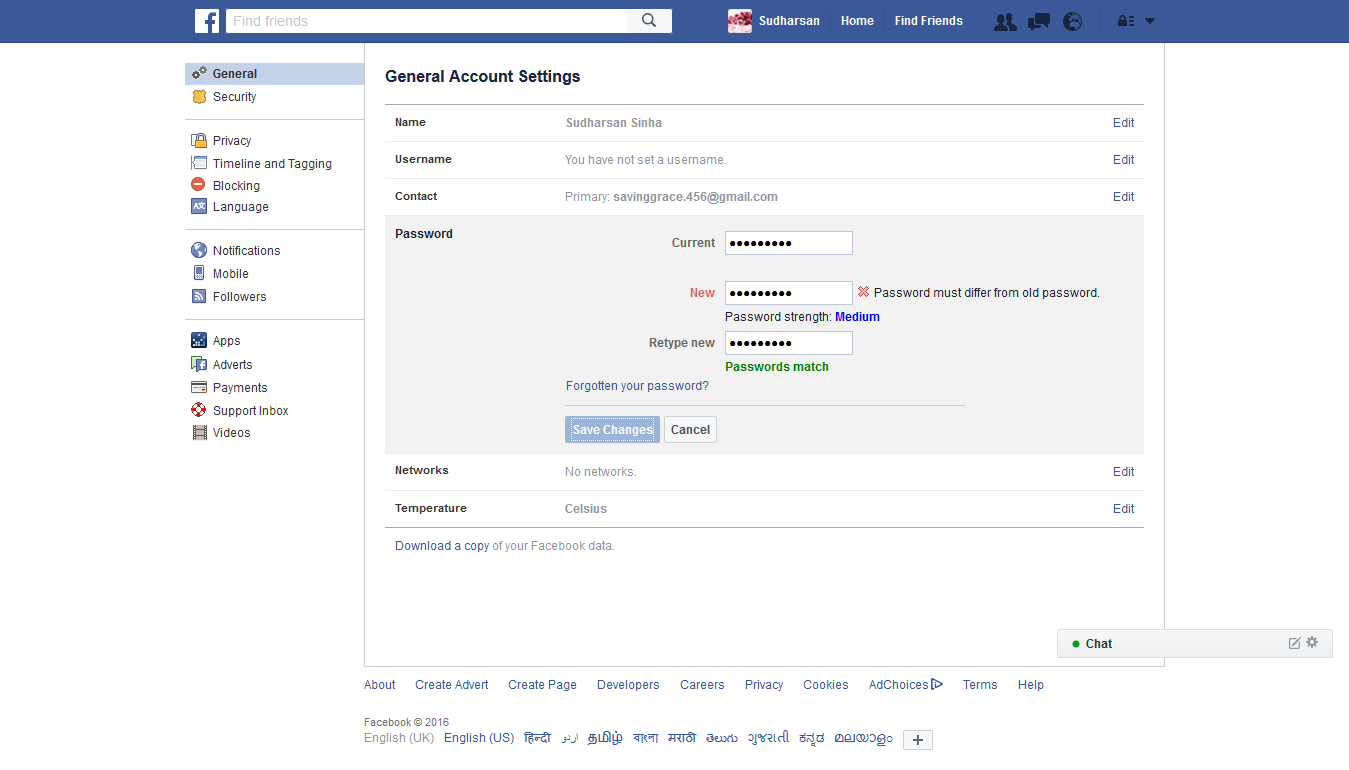 Find friends
Sudharsan Home Find Friends
General
Security
Privacy
Timeline and Tagging
Blocking
Language
Notifications
Mobile
Followers
Apps
Adverts
Payments
Support Inbox
Videos
General Account Settings
Name Sudharsan Sinha Edit
Username You have not set a username. Edit
Contact Primary: savinggrace.456@gmail.com Edit
Password Current ●●●●●●●●●
New ●●●●●●●●● Password must differ from old password.
Password strength: Medium
Retype new ●●●●●●●●●
Passwords match
Forgotten your password?
Save Changes Cancel
Networks No networks. Edit
Temperature Celsius Edit
Download a copy of your Facebook data.
Chat
About Create Advert Create Page Developers Careers Privacy Cookies AdChoices Terms Help
Facebook © 2016
English (UK) English (US) हिन्दी اردو தமிழ் বাংলা मराठी తెలుగు ગુજરાતી ಕನ್ನಡ മലയാളം +